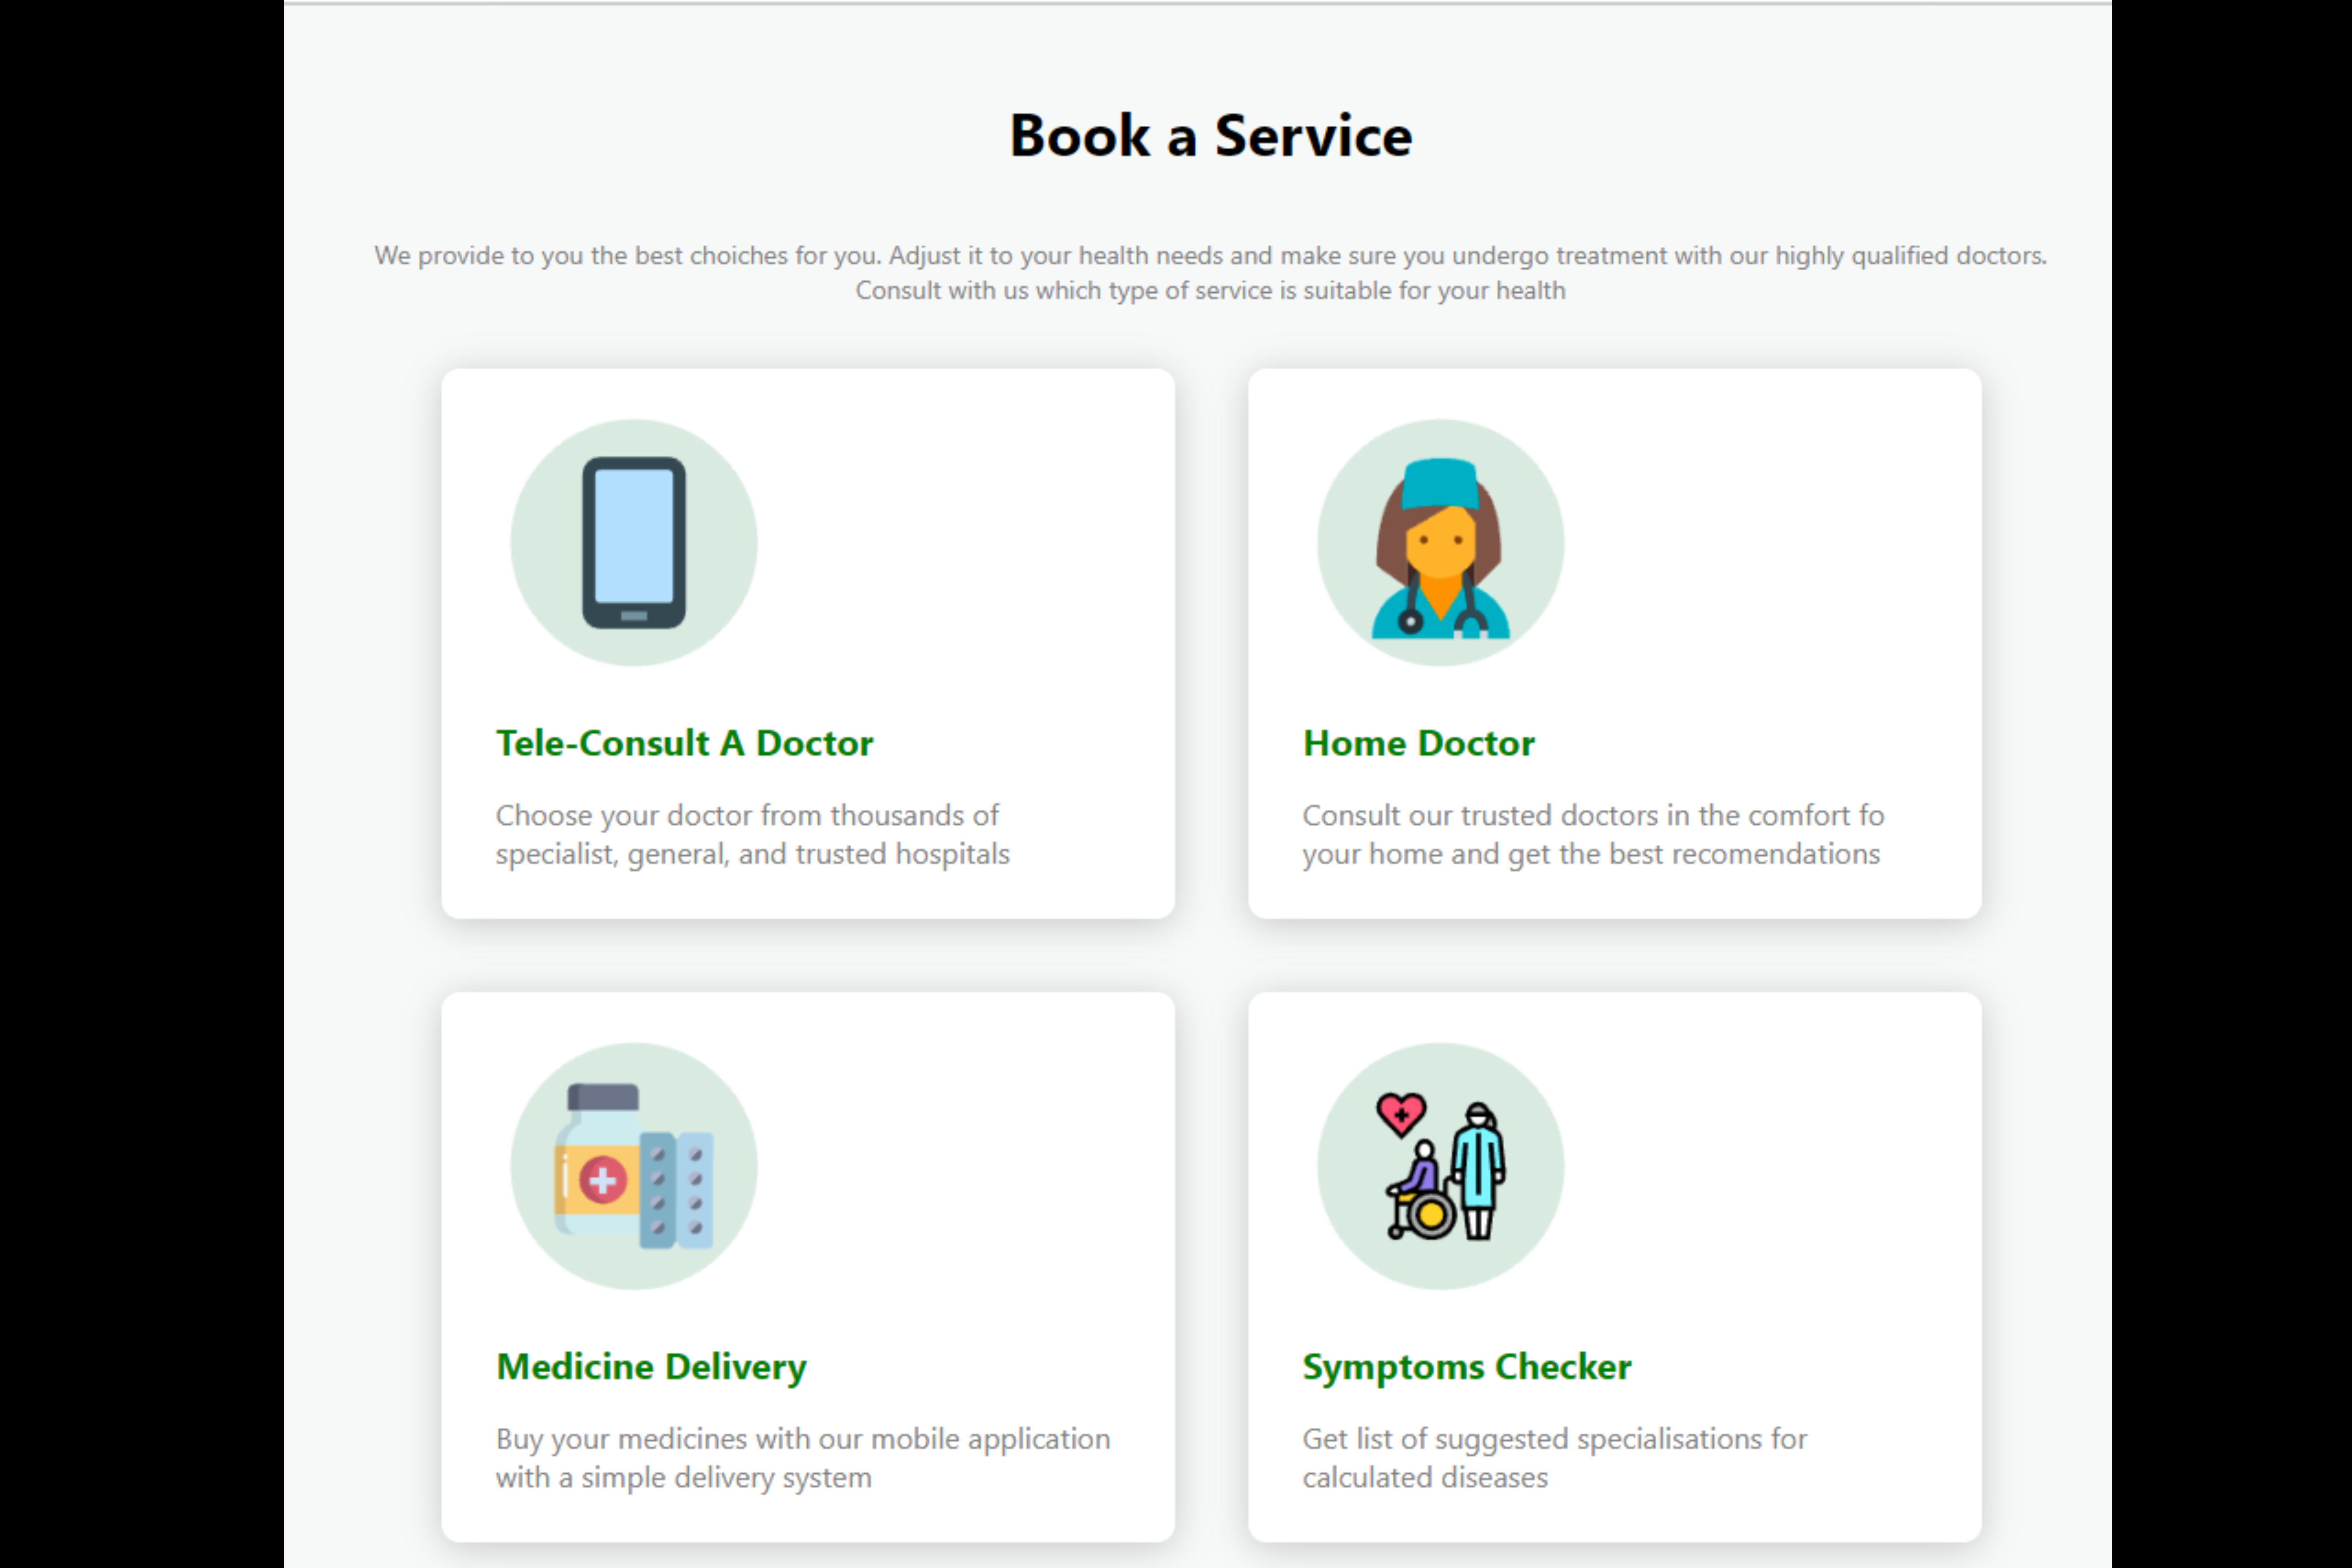 Book a Service
We provide to you the best choiches for you. Adjust it to your health needs and make sure you undergo treatment with our highly qualified doctors.
Consult with us which type of service is suitable for your health
Tele-Consult A Doctor
Choose your doctor from thousands of
specialist, general, and trusted hospitals
Home Doctor
Consult our trusted doctors in the comfort fo
your home and get the best recomendations
Medicine Delivery
Buy your medicines with our mobile application
with a simple delivery system
Symptoms Checker
Get list of suggested specialisations for
calculated diseases